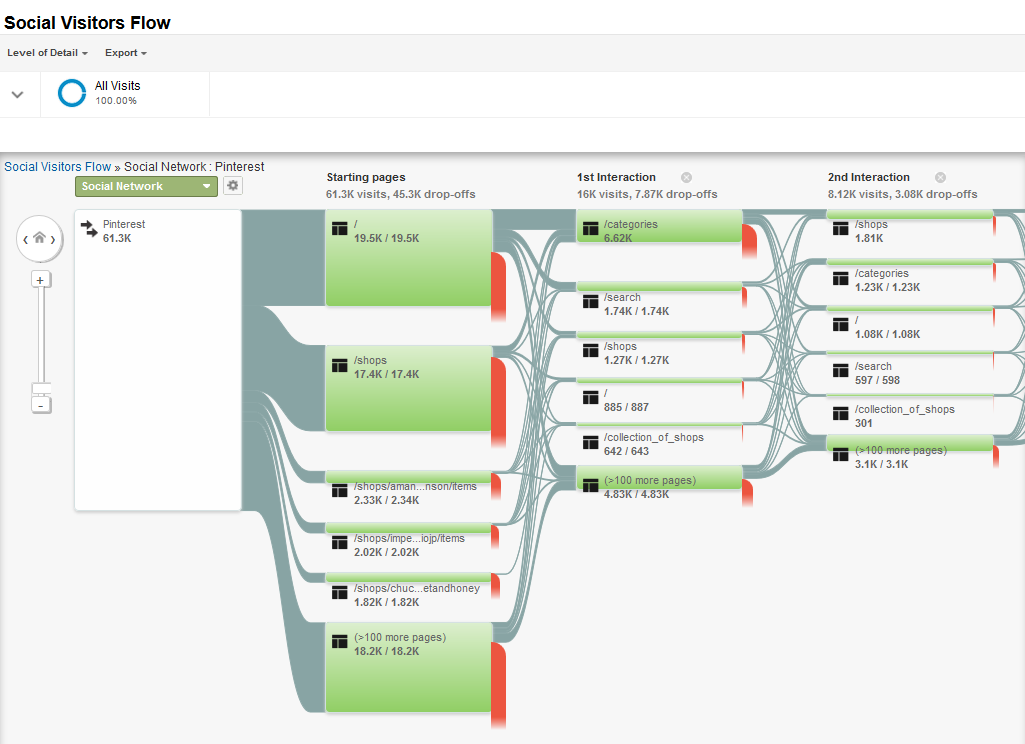 Social Visitors Flow
Level of Detail
Export
All Visits
100.00%
Social Visitors Flow » Social Network : Pinterest
Social Network
Starting pages
61.3K visits, 45.3K drop-offs
1st Interaction
16K visits, 7.87K drop-offs
2nd Interaction
8.12K visits, 3.08K drop-offs
Pinterest
61.3K
/
19.5K / 19.5K
/shops
17.4K / 17.4K
/shops/aman...nson/items
2.33K / 2.34K
/shops/impe...iojp/items
2.02K / 2.02K
/shops/chuc...etandhoney
1.82K / 1.82K
(>100 more pages)
18.2K / 18.2K
/categories
6.62K
/search
1.74K / 1.74K
/shops
1.27K / 1.27K
/
885 / 887
/collection_of_shops
642 / 643
(>100 more pages)
4.83K / 4.83K
/shops
1.81K
/categories
1.23K / 1.23K
/
1.08K / 1.08K
/search
597 / 598
/collection_of_shops
301
(>100 more pages)
3.1K / 3.1K
+
-